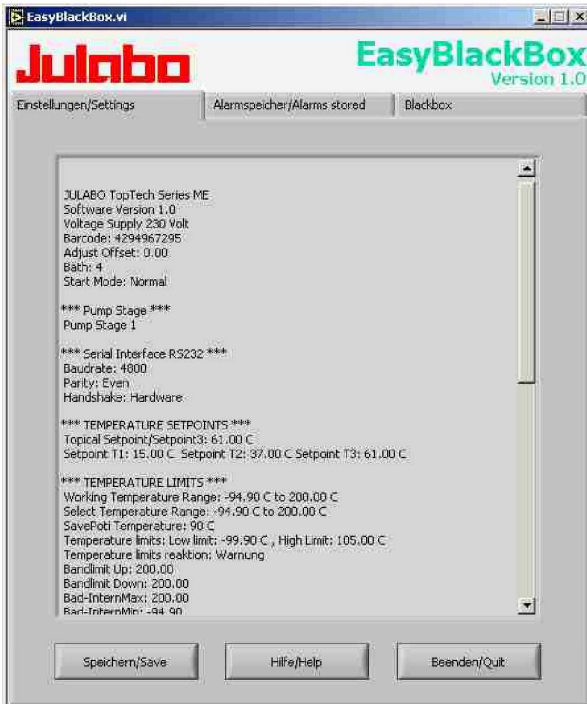 EasyBlackBox.vi
Julabo
EasyBlackBox
Version 1.0
Einstellungen/Settings
Alarmspeicher/Alarms stored
Blackbox
JULABO TopTech Series ME
Software Version 1.0
Voltage Supply 230 Volt
Barcode: 4294967295
Adjust Offset: 0.00
Bath: 4
Start Mode: Normal
*** Pump Stage ***
Pump Stage 1
*** Serial Interface RS232 ***
Baudrate: 4800
Parity: Even
Handshake: Hardware
*** TEMPERATURE SETPOINTS ***
Topical Setpoint/Setpoint3: 61.00 C
Setpoint T1: 15.00 C Setpoint T2: 37.00 C Setpoint T3: 61.00 C
*** TEMPERATURE LIMITS ***
Working Temperature Range: -94.90 C to 200.00 C
Select Temperature Range: -94.90 C to 200.00 C
SavePoti Temperature: 90 C
Temperature limits: Low limit: -99.90 C , High Limit: 105.00 C
Temperature limits reaktion: Warnung
Bandlimit Up: 200.00
Bandlimit Down: 200.00
Bad-InternMax: 200.00
Bad-InternMin: -94.90
Speichern/Save
Hilfe/Help
Beenden/Quit